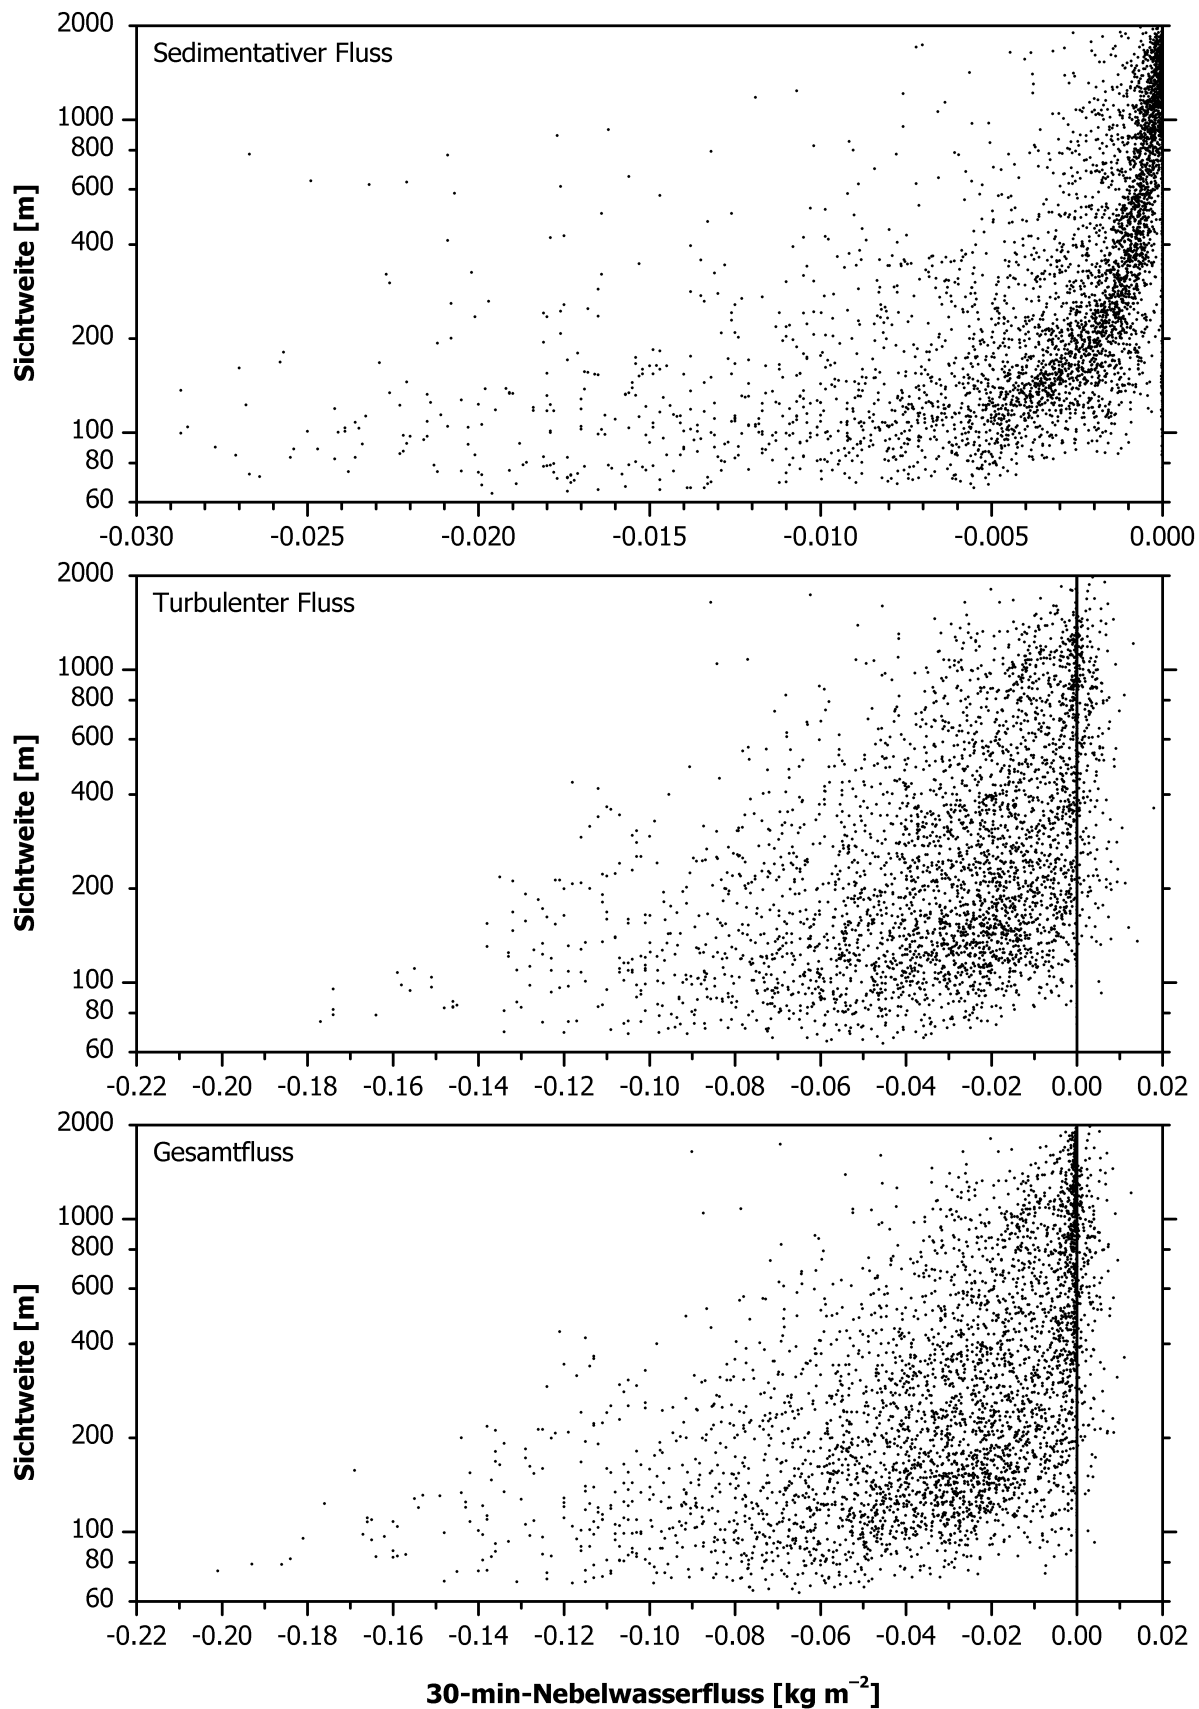 2000
1000
800
600
400
200
100
80
60
Sichtweite [m]
Sedimentativer Fluss
-0.030 -0.025 -0.020 -0.015 -0.010 -0.005 0.000
2000
1000
800
600
400
200
100
80
60
Sichtweite [m]
Turbulenter Fluss
-0.22 -0.20 -0.18 -0.16 -0.14 -0.12 -0.10 -0.08 -0.06 -0.04 -0.02 0.00 0.02
2000
1000
800
600
400
200
100
80
60
Sichtweite [m]
Gesamtfluss
-0.22 -0.20 -0.18 -0.16 -0.14 -0.12 -0.10 -0.08 -0.06 -0.04 -0.02 0.00 0.02
30-min-Nebelwasserfluss [kg m⁻²]